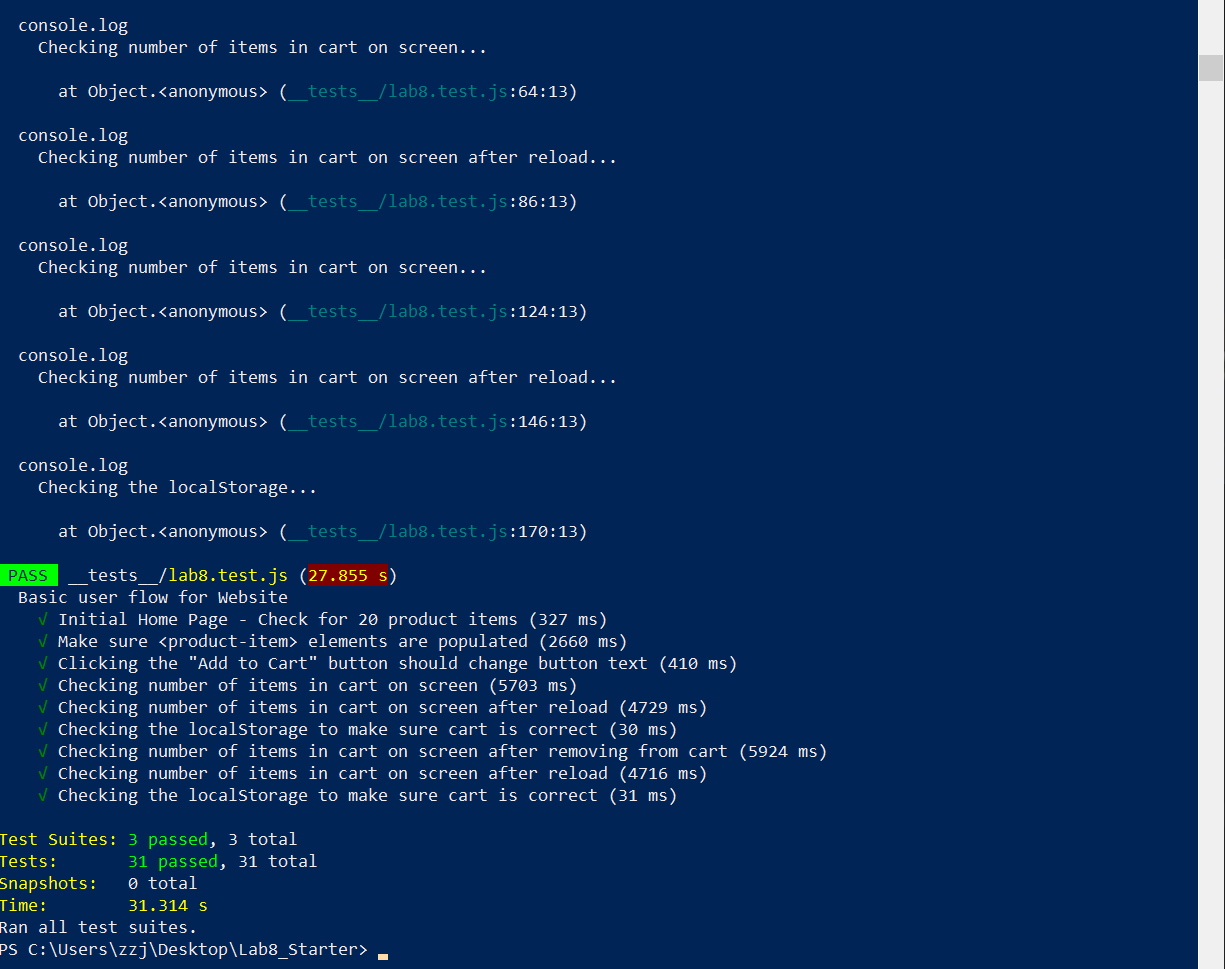 console.log
Checking number of items in cart on screen...
at Object.<anonymous> (__tests__/lab8.test.js:64:13)
console.log
Checking number of items in cart on screen after reload...
at Object.<anonymous> (__tests__/lab8.test.js:86:13)
console.log
Checking number of items in cart on screen...
at Object.<anonymous> (__tests__/lab8.test.js:124:13)
console.log
Checking number of items in cart on screen after reload...
at Object.<anonymous> (__tests__/lab8.test.js:146:13)
console.log
Checking the localStorage...
at Object.<anonymous> (__tests__/lab8.test.js:170:13)
PASS __tests__/lab8.test.js (27.855 s)
Basic user flow for Website
√ Initial Home Page - Check for 20 product items (327 ms)
√ Make sure <product-item> elements are populated (2660 ms)
√ Clicking the "Add to Cart" button should change button text (410 ms)
√ Checking number of items in cart on screen (5703 ms)
√ Checking number of items in cart on screen after reload (4729 ms)
√ Checking the localStorage to make sure cart is correct (30 ms)
√ Checking number of items in cart on screen after removing from cart (5924 ms)
√ Checking number of items in cart on screen after reload (4716 ms)
√ Checking the localStorage to make sure cart is correct (31 ms)
Test Suites: 3 passed, 3 total
Tests: 31 passed, 31 total
Snapshots: 0 total
Time: 31.314 s
Ran all test suites.
PS C:\Users\zzj\Desktop\Lab8_Starter>